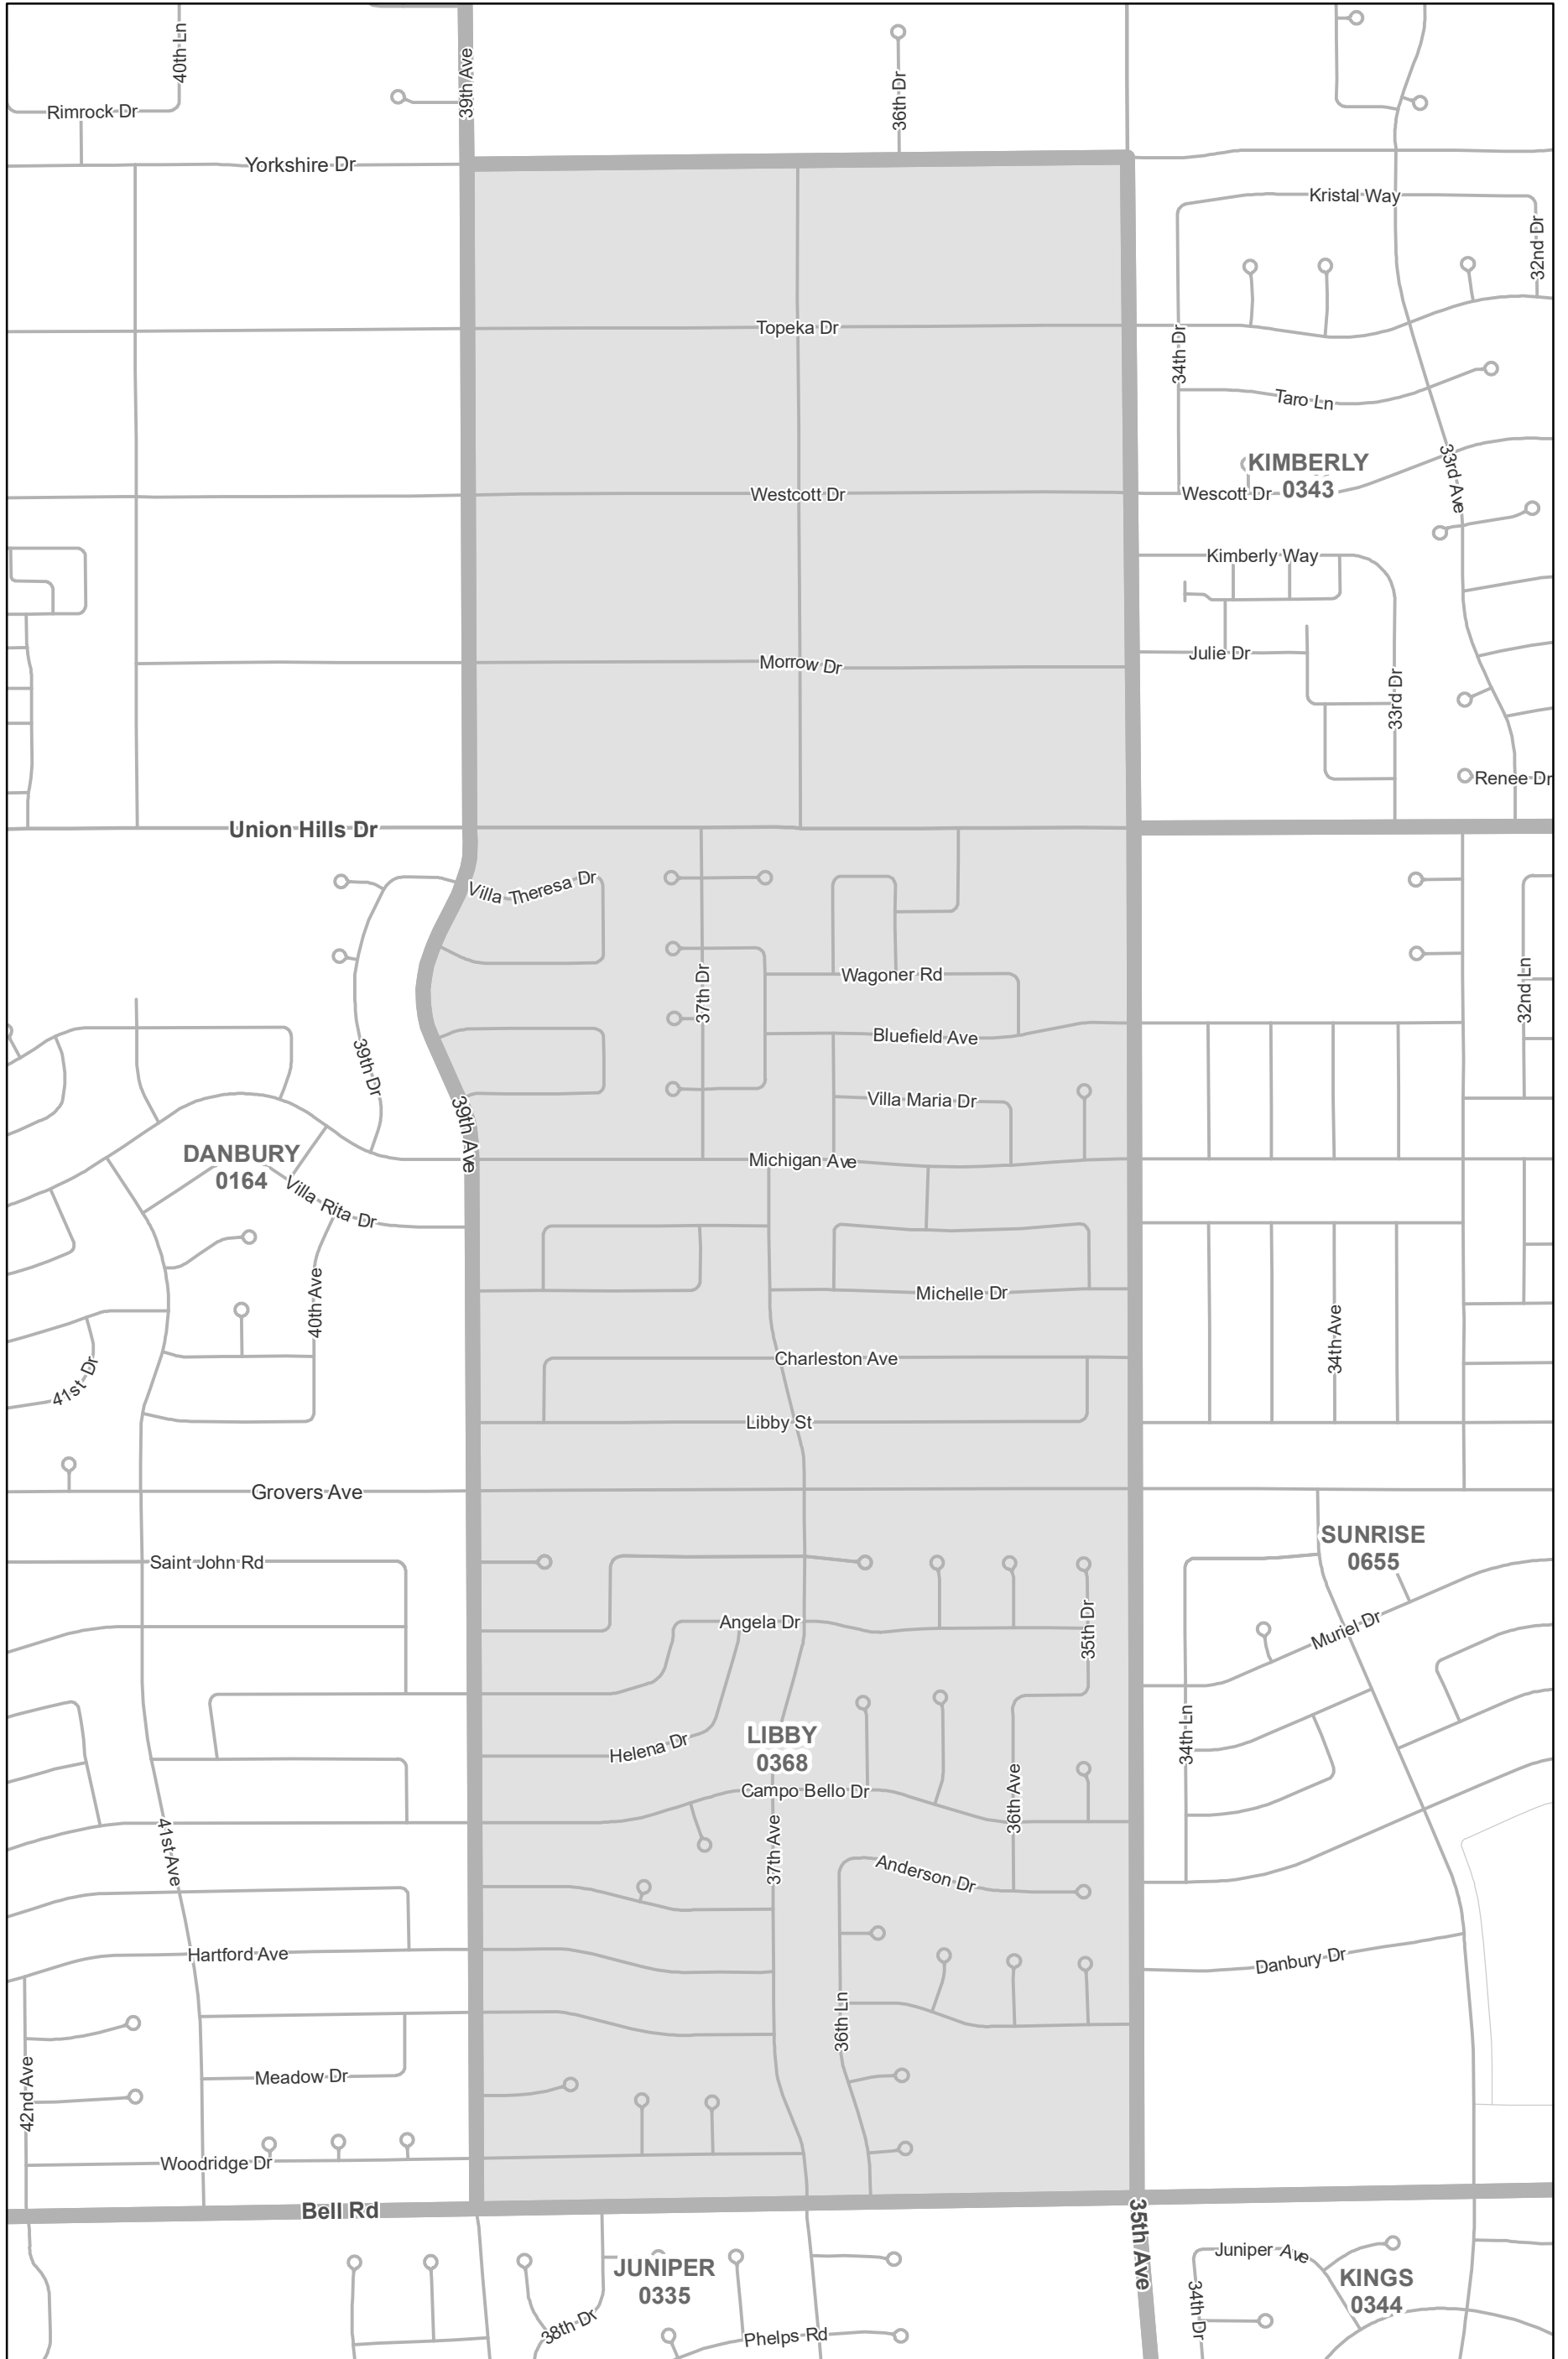 40th Ln
39th Ave
36th Dr
Rimrock Dr
Yorkshire Dr
Kristal Way
32nd Dr
Topeka Dr
34th Dr
Taro Ln
KIMBERLY
0343
33rd Ave
Westcott Dr
Wescott Dr
Kimberly Way
Julie Dr
Morrow Dr
33rd Dr
Renee Dr
Union Hills Dr
Villa Theresa Dr
37th Dr
Wagoner Rd
32nd Ln
Bluefield Ave
39th Dr
Villa Maria Dr
39th Ave
DANBURY
0164
Michigan Ave
Villa Rita Dr
40th Ave
Michelle Dr
34th Ave
41st Dr
Charleston Ave
Libby St
Grovers Ave
SUNRISE
0655
Saint John Rd
Angela Dr
35th Dr
Muriel Dr
34th Ln
LIBBY
0368
Helena Dr
Campo Bello Dr
36th Ave
41st Ave
37th Ave
Anderson Dr
Hartford Ave
Danbury Dr
36th Ln
42nd Ave
Meadow Dr
Woodridge Dr
Bell Rd
35th Ave
JUNIPER
0335
Juniper Ave
KINGS
0344
34th Dr
38th Dr
Phelps Rd